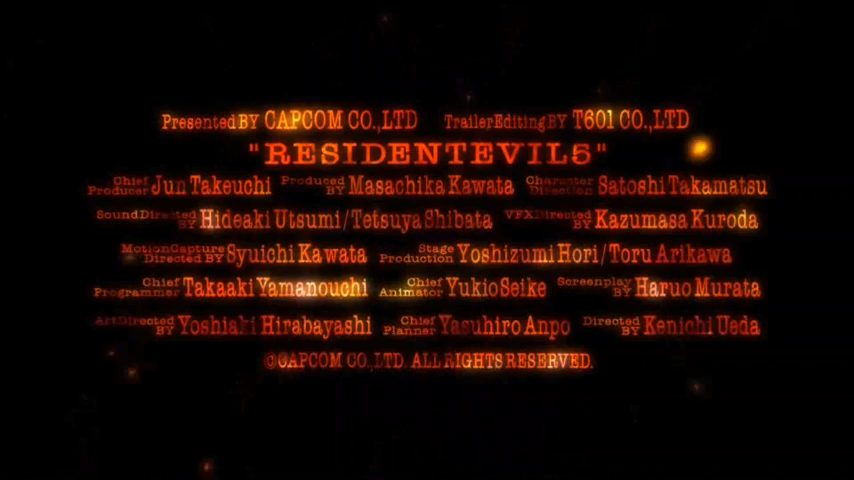 Presented BY CAPCOM CO.,LTD Trailer Editing BY T601 CO.,LTD
"RESIDENT EVIL 5"
Chief Producer Jun Takeuchi Produced BY Masachika Kawata Character Direction Satoshi Takamatsu
Sound Directed BY Hideaki Utsumi/Tetsuya Shibata VFX Directed BY Kazumasa Kuroda
Motion Capture Directed BY Syuichi Kawata Stage Production Yoshizumi Hori/Toru Arikawa
Chief Programmer Takaaki Yamanouchi Chief Animator Yukio Seike Screenplay BY Haruo Murata
Art Directed BY Yoshiaki Hirabayashi Chief Planner Yasuhiro Anpo Directed BY Kenichi Ueda
©CAPCOM CO.,LTD. ALL RIGHTS RESERVED.